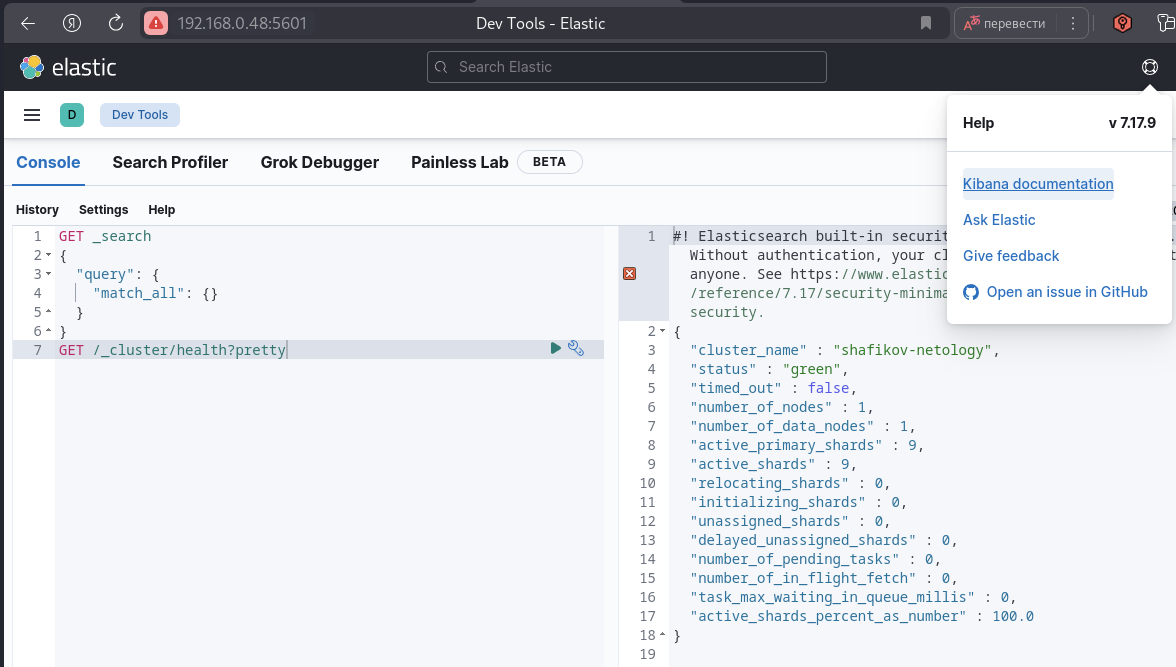 192.168.0.48:5601
Dev Tools - Elastic
перевести
elastic
Search Elastic
D
Dev Tools
Help
v 7.17.9
Console
Search Profiler
Grok Debugger
Painless Lab
BETA
Kibana documentation
Ask Elastic
Give feedback
Open an issue in GitHub
History
Settings
Help
1 GET _search
2 {
3 "query": {
4 "match_all": {}
5 }
6 }
7 GET /_cluster/health?pretty
1 #! Elasticsearch built-in securit
Without authentication, your cl
anyone. See https://www.elastic
/reference/7.17/security-minima
security.
2 {
3 "cluster_name" : "shafikov-netology",
4 "status" : "green",
5 "timed_out" : false,
6 "number_of_nodes" : 1,
7 "number_of_data_nodes" : 1,
8 "active_primary_shards" : 9,
9 "active_shards" : 9,
10 "relocating_shards" : 0,
11 "initializing_shards" : 0,
12 "unassigned_shards" : 0,
13 "delayed_unassigned_shards" : 0,
14 "number_of_pending_tasks" : 0,
15 "number_of_in_flight_fetch" : 0,
16 "task_max_waiting_in_queue_millis" : 0,
17 "active_shards_percent_as_number" : 100.0
18 }
19